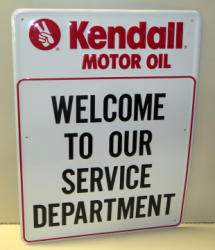 Kendall
MOTOR OIL
WELCOME
TO OUR
SERVICE
DEPARTMENT